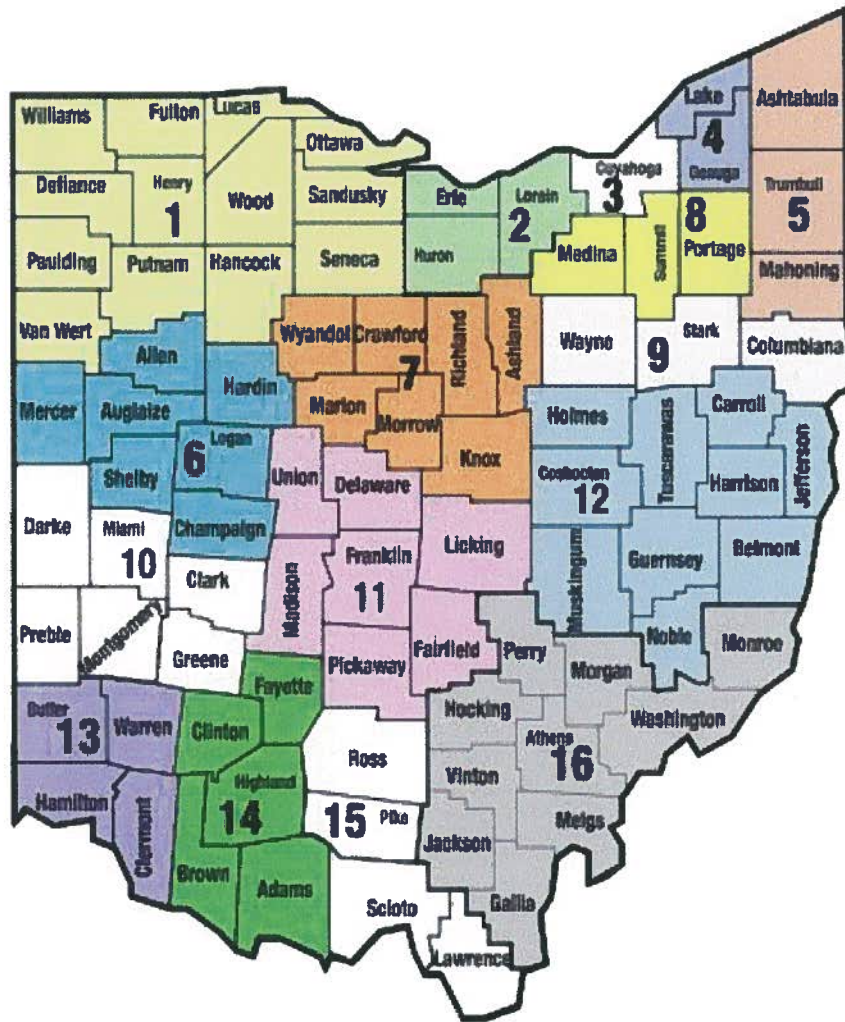 Williams
Fulton
Lucas
Ottawa
Lake
Ashtabula
4
Geauga
Defiance
Henry
1
Wood
Sandusky
Erie
Lorain
2
Cuyahoga
3
Trumbull
5
Paulding
Putnam
Hancock
Seneca
Huron
Medina
Summit
8
Portage
Mahoning
Van Wert
Allen
Hardin
Wyandot
Crawford
7
Richland
Ashland
Wayne
9
Stark
Columbiana
Mercer
Auglaize
Marion
Morrow
Knox
Holmes
Tuscarawas
Carroll
Jefferson
Shelby
6
Logan
Union
Delaware
Coshocton
12
Harrison
Darke
Miami
10
Champaign
Clark
Madison
Franklin
11
Licking
Muskingum
Guernsey
Belmont
Preble
Montgomery
Greene
Pickaway
Fairfield
Perry
Morgan
Noble
Monroe
Butler
13
Warren
Clinton
Fayette
Ross
Hocking
Athens
16
Washington
Hamilton
Clermont
Highland
14
15
Pike
Vinton
Jackson
Meigs
Brown
Adams
Scioto
Gallia
Lawrence